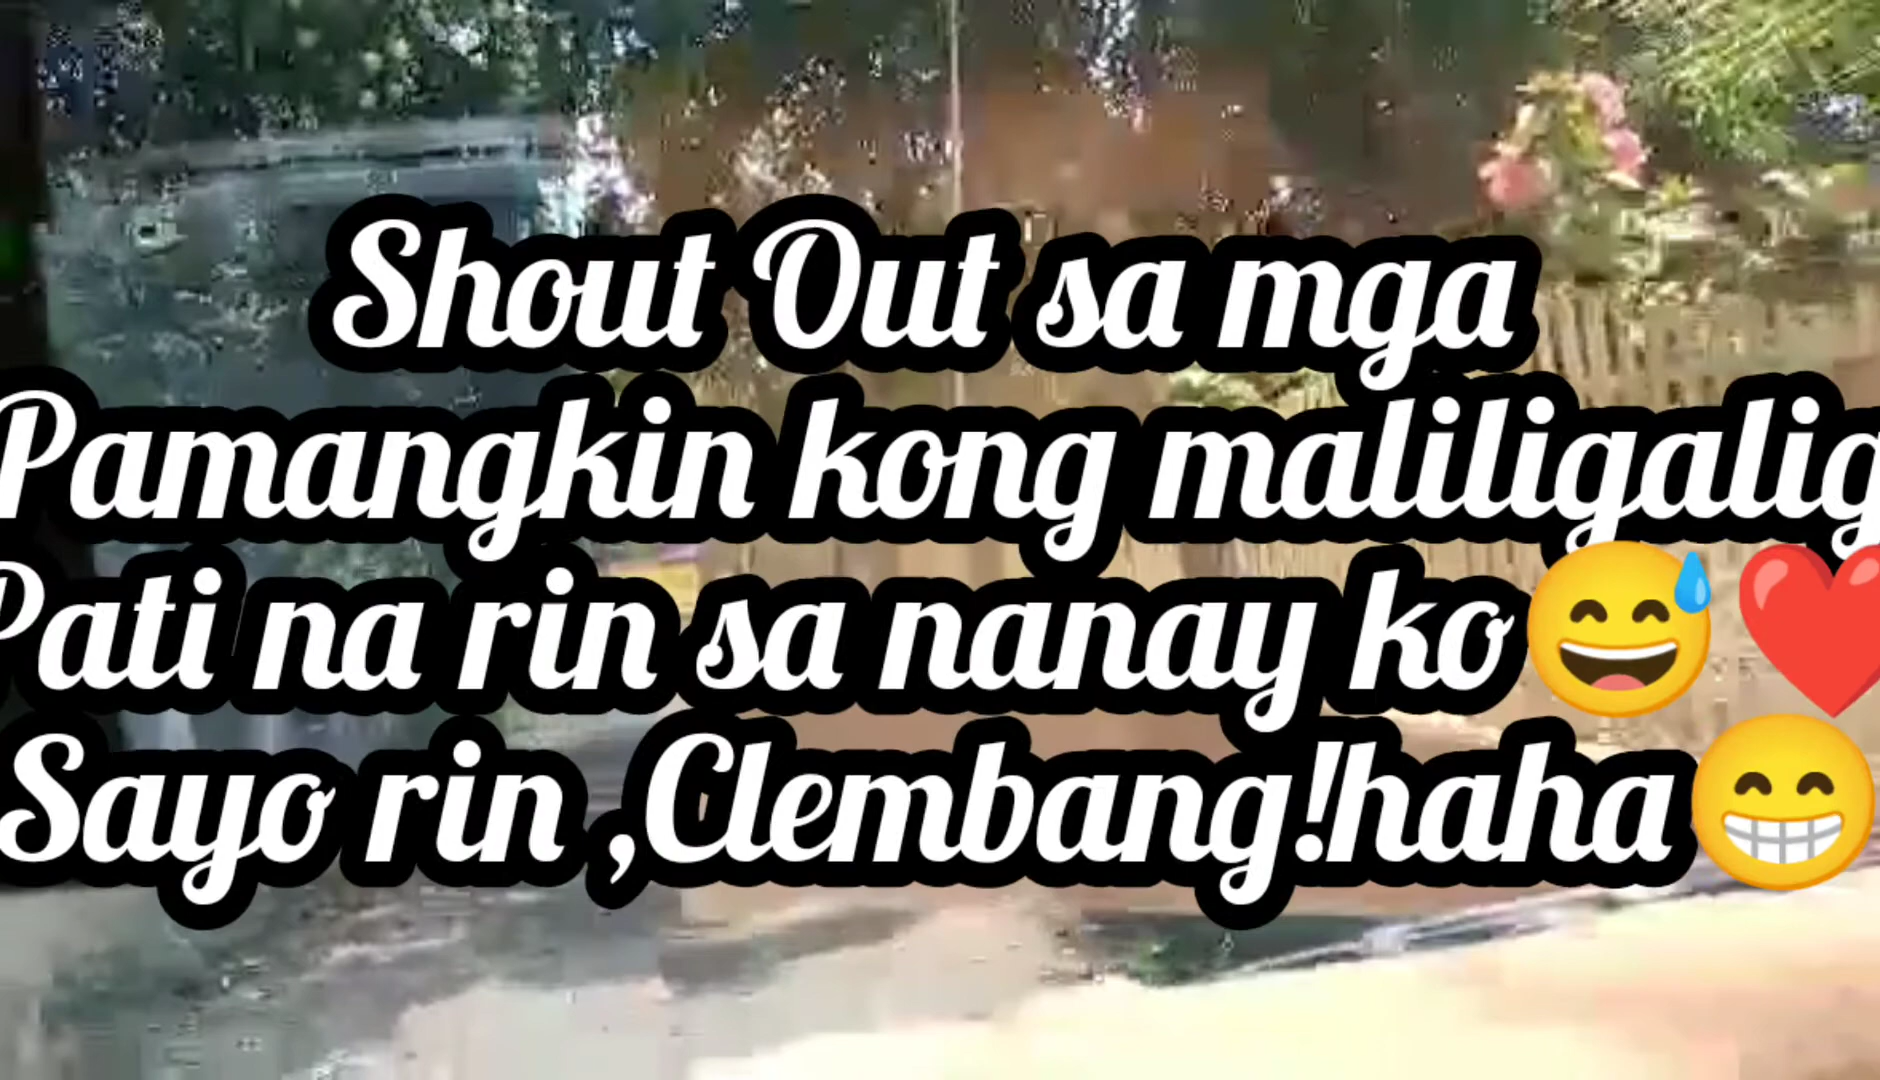 Shout Out sa mga
Pamangkin kong maliligalig
Pati na rin sa nanay ko😅❤️
Sayo rin ,Clembang!haha😁